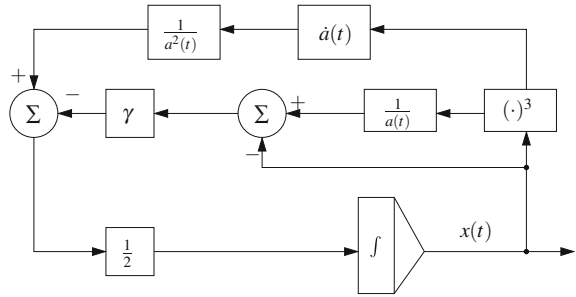 1/a²(t) ȧ(t)
+ − Σ γ Σ + 1/a(t) (·)³
−
1/2 ∫ x(t)